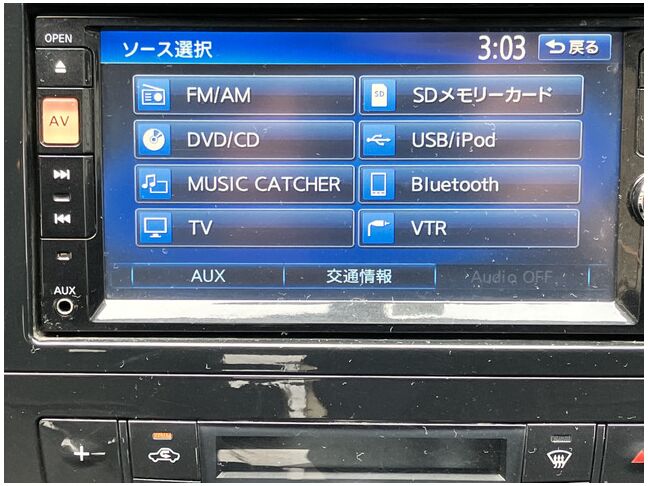 OPEN
ソース選択 3:03 戻る
AV
FM/AM SDメモリーカード
SD
DVD/CD USB/iPod
MUSIC CATCHER Bluetooth
TV VTR
AUX 交通情報 Audio OFF
AUX